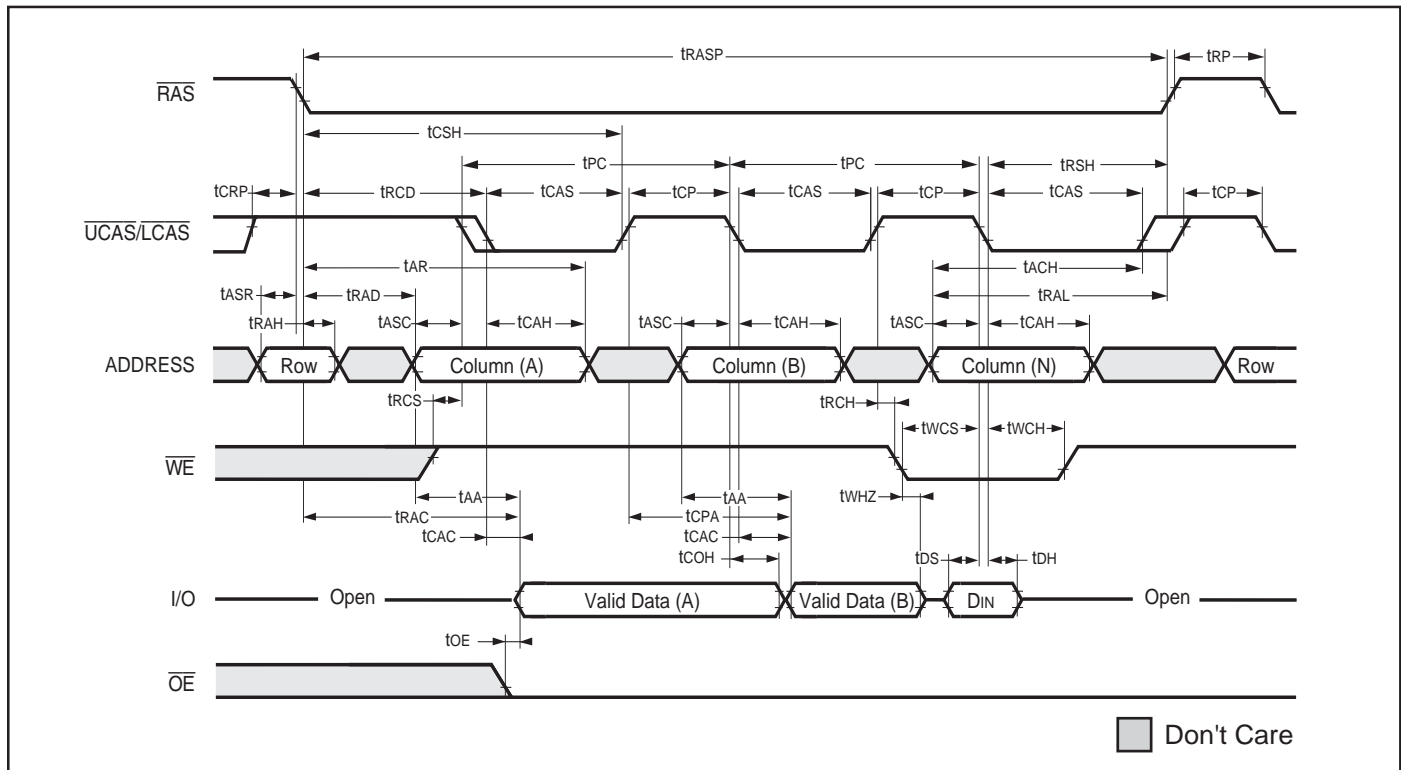 tRASP tRP
RAS
tCSH
tPC tPC tRSH
tCRP tRCD tCAS tCP tCAS tCP tCAS tCP
UCAS/LCAS
tAR tACH
tASR tRAD tRAL
tRAH tASC tCAH tASC tCAH tASC tCAH
ADDRESS Row Column (A) Column (B) Column (N) Row
tRCS tRCH
tWCS tWCH
WE
tAA tAA tWHZ
tRAC tCPA
tCAC tCAC
tCOH tDS tDH
I/O Open Valid Data (A) Valid Data (B) DIN Open
tOE
OE
Don't Care